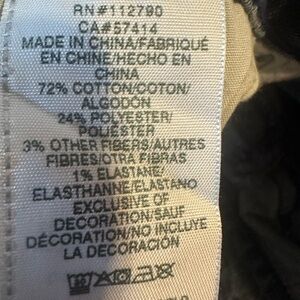 RN#112790
CA#57414
MADE IN CHINA/FABRIQUÉ
EN CHINE/HECHO EN
CHINA
72% COTTON/COTON/
ALGODÓN
24% POLYESTER/
POLIÉSTER
3% OTHER FIBERS/AUTRES
FIBRES/OTRA FIBRAS
1% ELASTANE/
ELASTHANNE/ELASTANO
EXCLUSIVE OF
DECORATION/SAUF
DÉCORATION/NO INCLUYE
LA DECORACIÓN